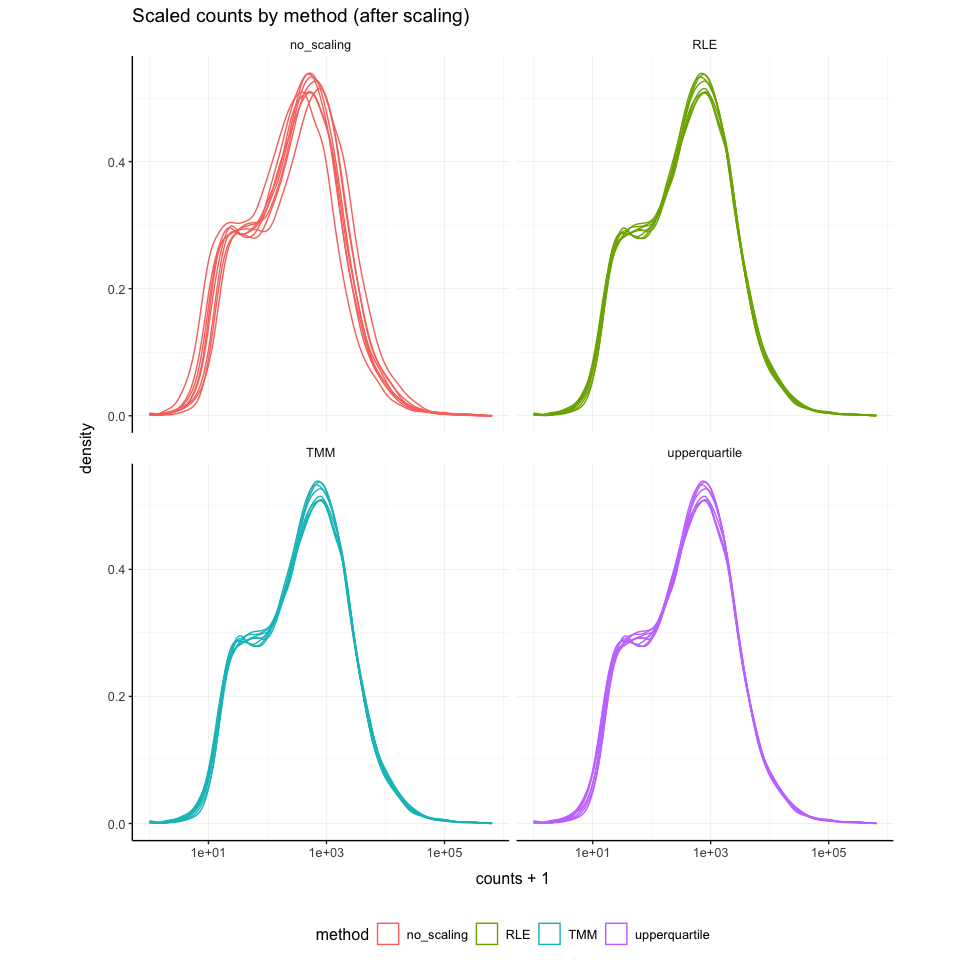 Scaled counts by method (after scaling)
no_scaling RLE
0.4
0.2
0.0
density
TMM upperquartile
0.4
0.2
0.0
1e+01 1e+03 1e+05 1e+01 1e+03 1e+05
counts + 1
method no_scaling RLE TMM upperquartile